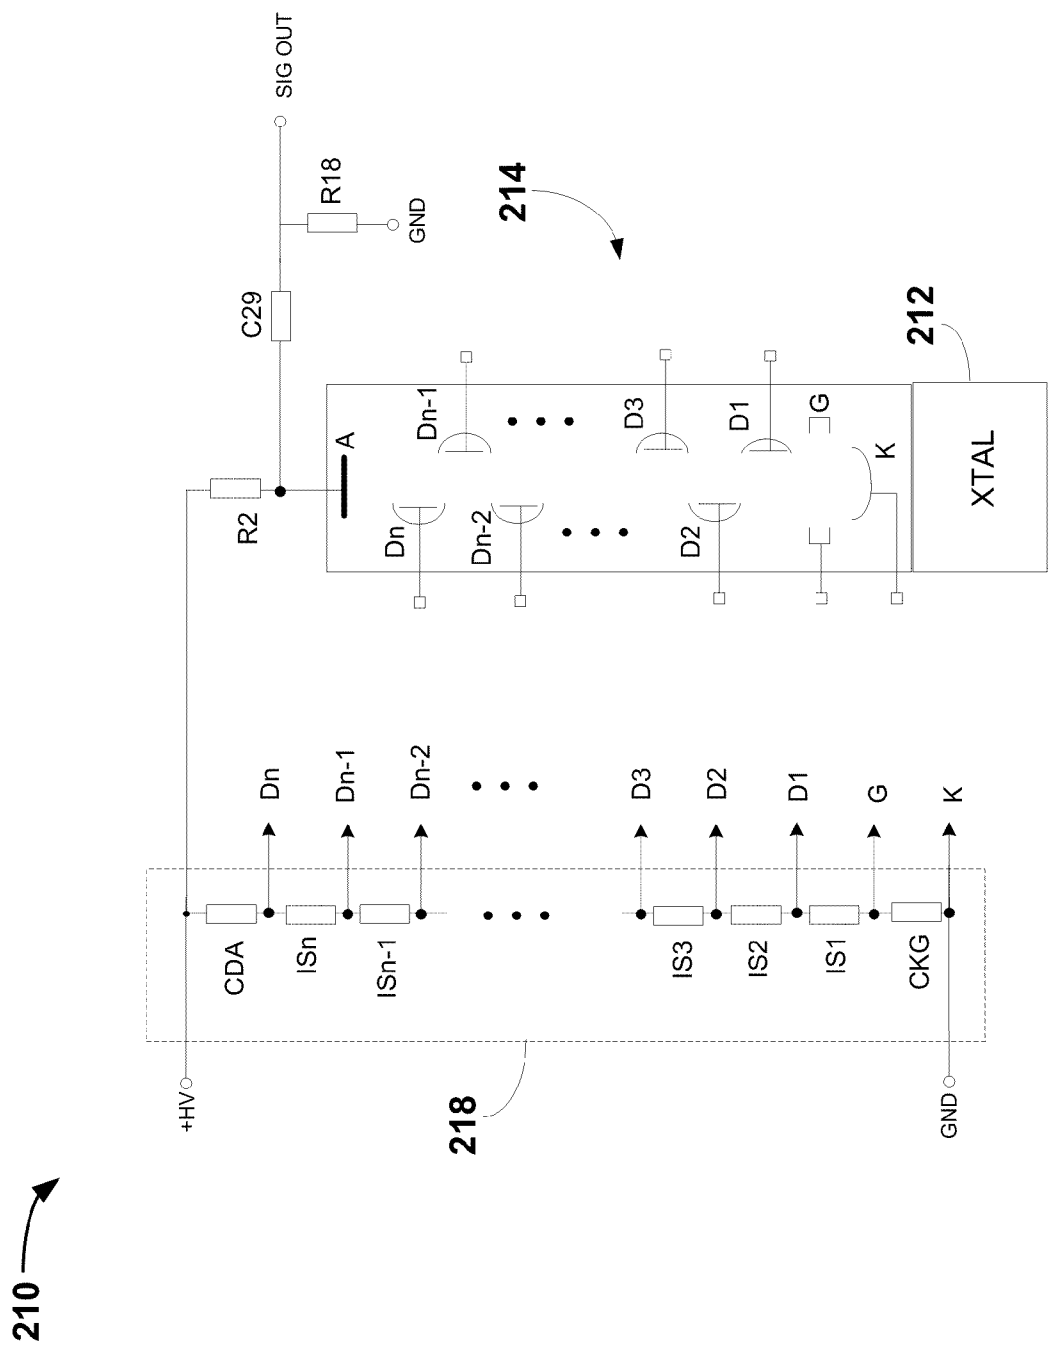 210
+HV
GND
218
CDA
ISn
ISn-1
IS3
IS2
IS1
CKG
Dn
Dn-1
Dn-2
D3
D2
D1
G
K
R2
A
Dn
Dn-2
D2
Dn-1
D3
D1
G
K
XTAL
212
214
C29
R18
GND
SIG OUT